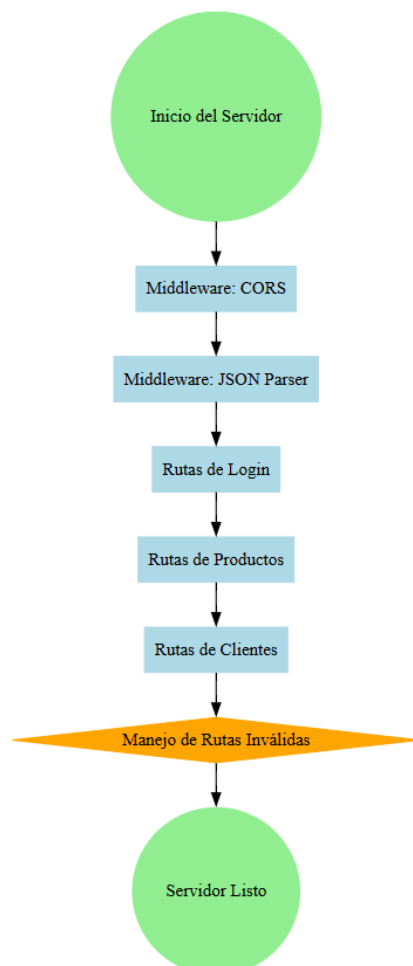 Inicio del Servidor
Middleware: CORS
Middleware: JSON Parser
Rutas de Login
Rutas de Productos
Rutas de Clientes
Manejo de Rutas Inválidas
Servidor Listo